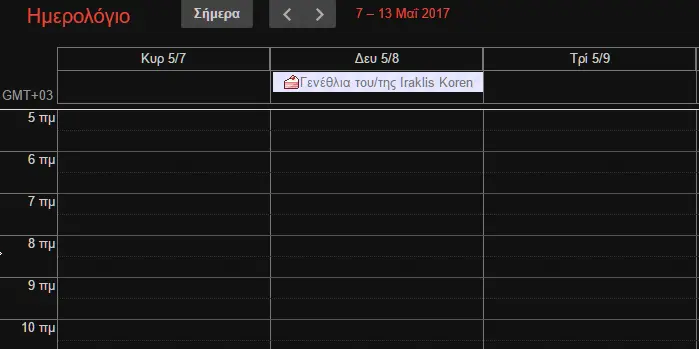 Ημερολόγιο
Σήμερα
7 – 13 Μαΐ 2017
Κυρ 5/7
Δευ 5/8
Τρί 5/9
GMT+03
Γενέθλια του/της Iraklis Koren
5 πμ
6 πμ
7 πμ
8 πμ
9 πμ
10 πμ